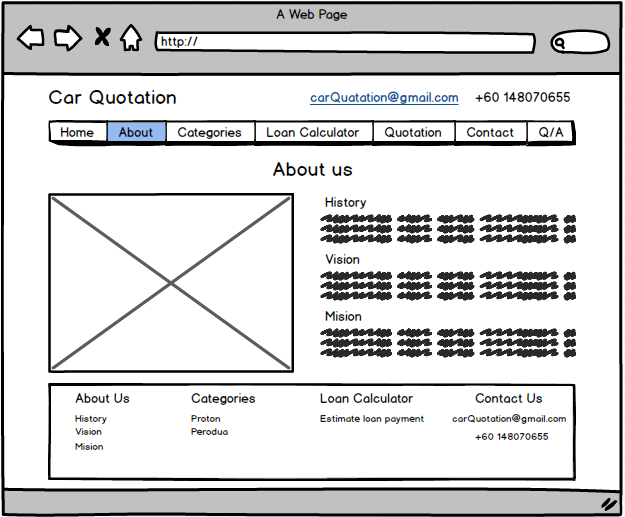 A Web Page
http://
Car Quotation
carQuatation@gmail.com
+60 148070655
Home About Categories Loan Calculator Quotation Contact Q/A
About us
History
Vision
Mision
About Us
History
Vision
Mision
Categories
Proton
Perodua
Loan Calculator
Estimate loan payment
Contact Us
carQuotation@gmail.com
+60 148070655